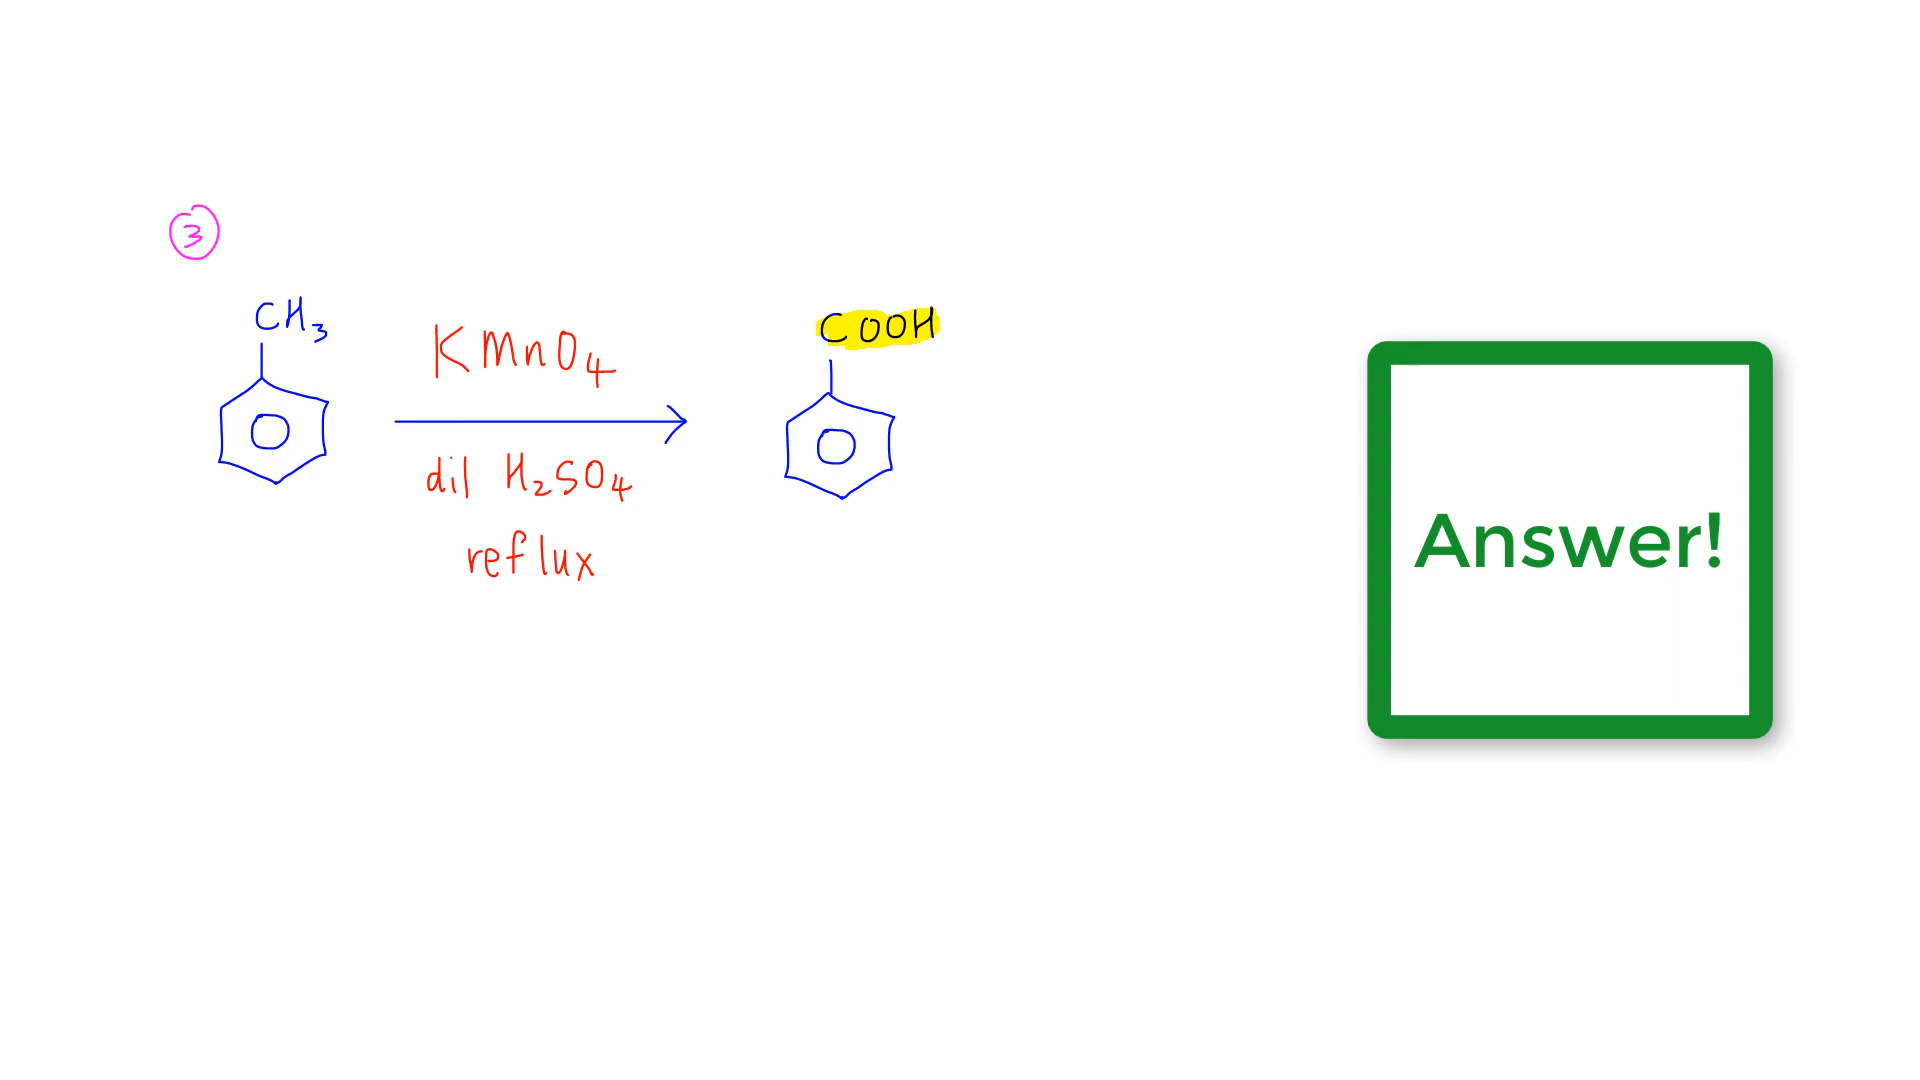 3
CH₃
KMnO₄
dil H₂SO₄
reflux
COOH
Answer!